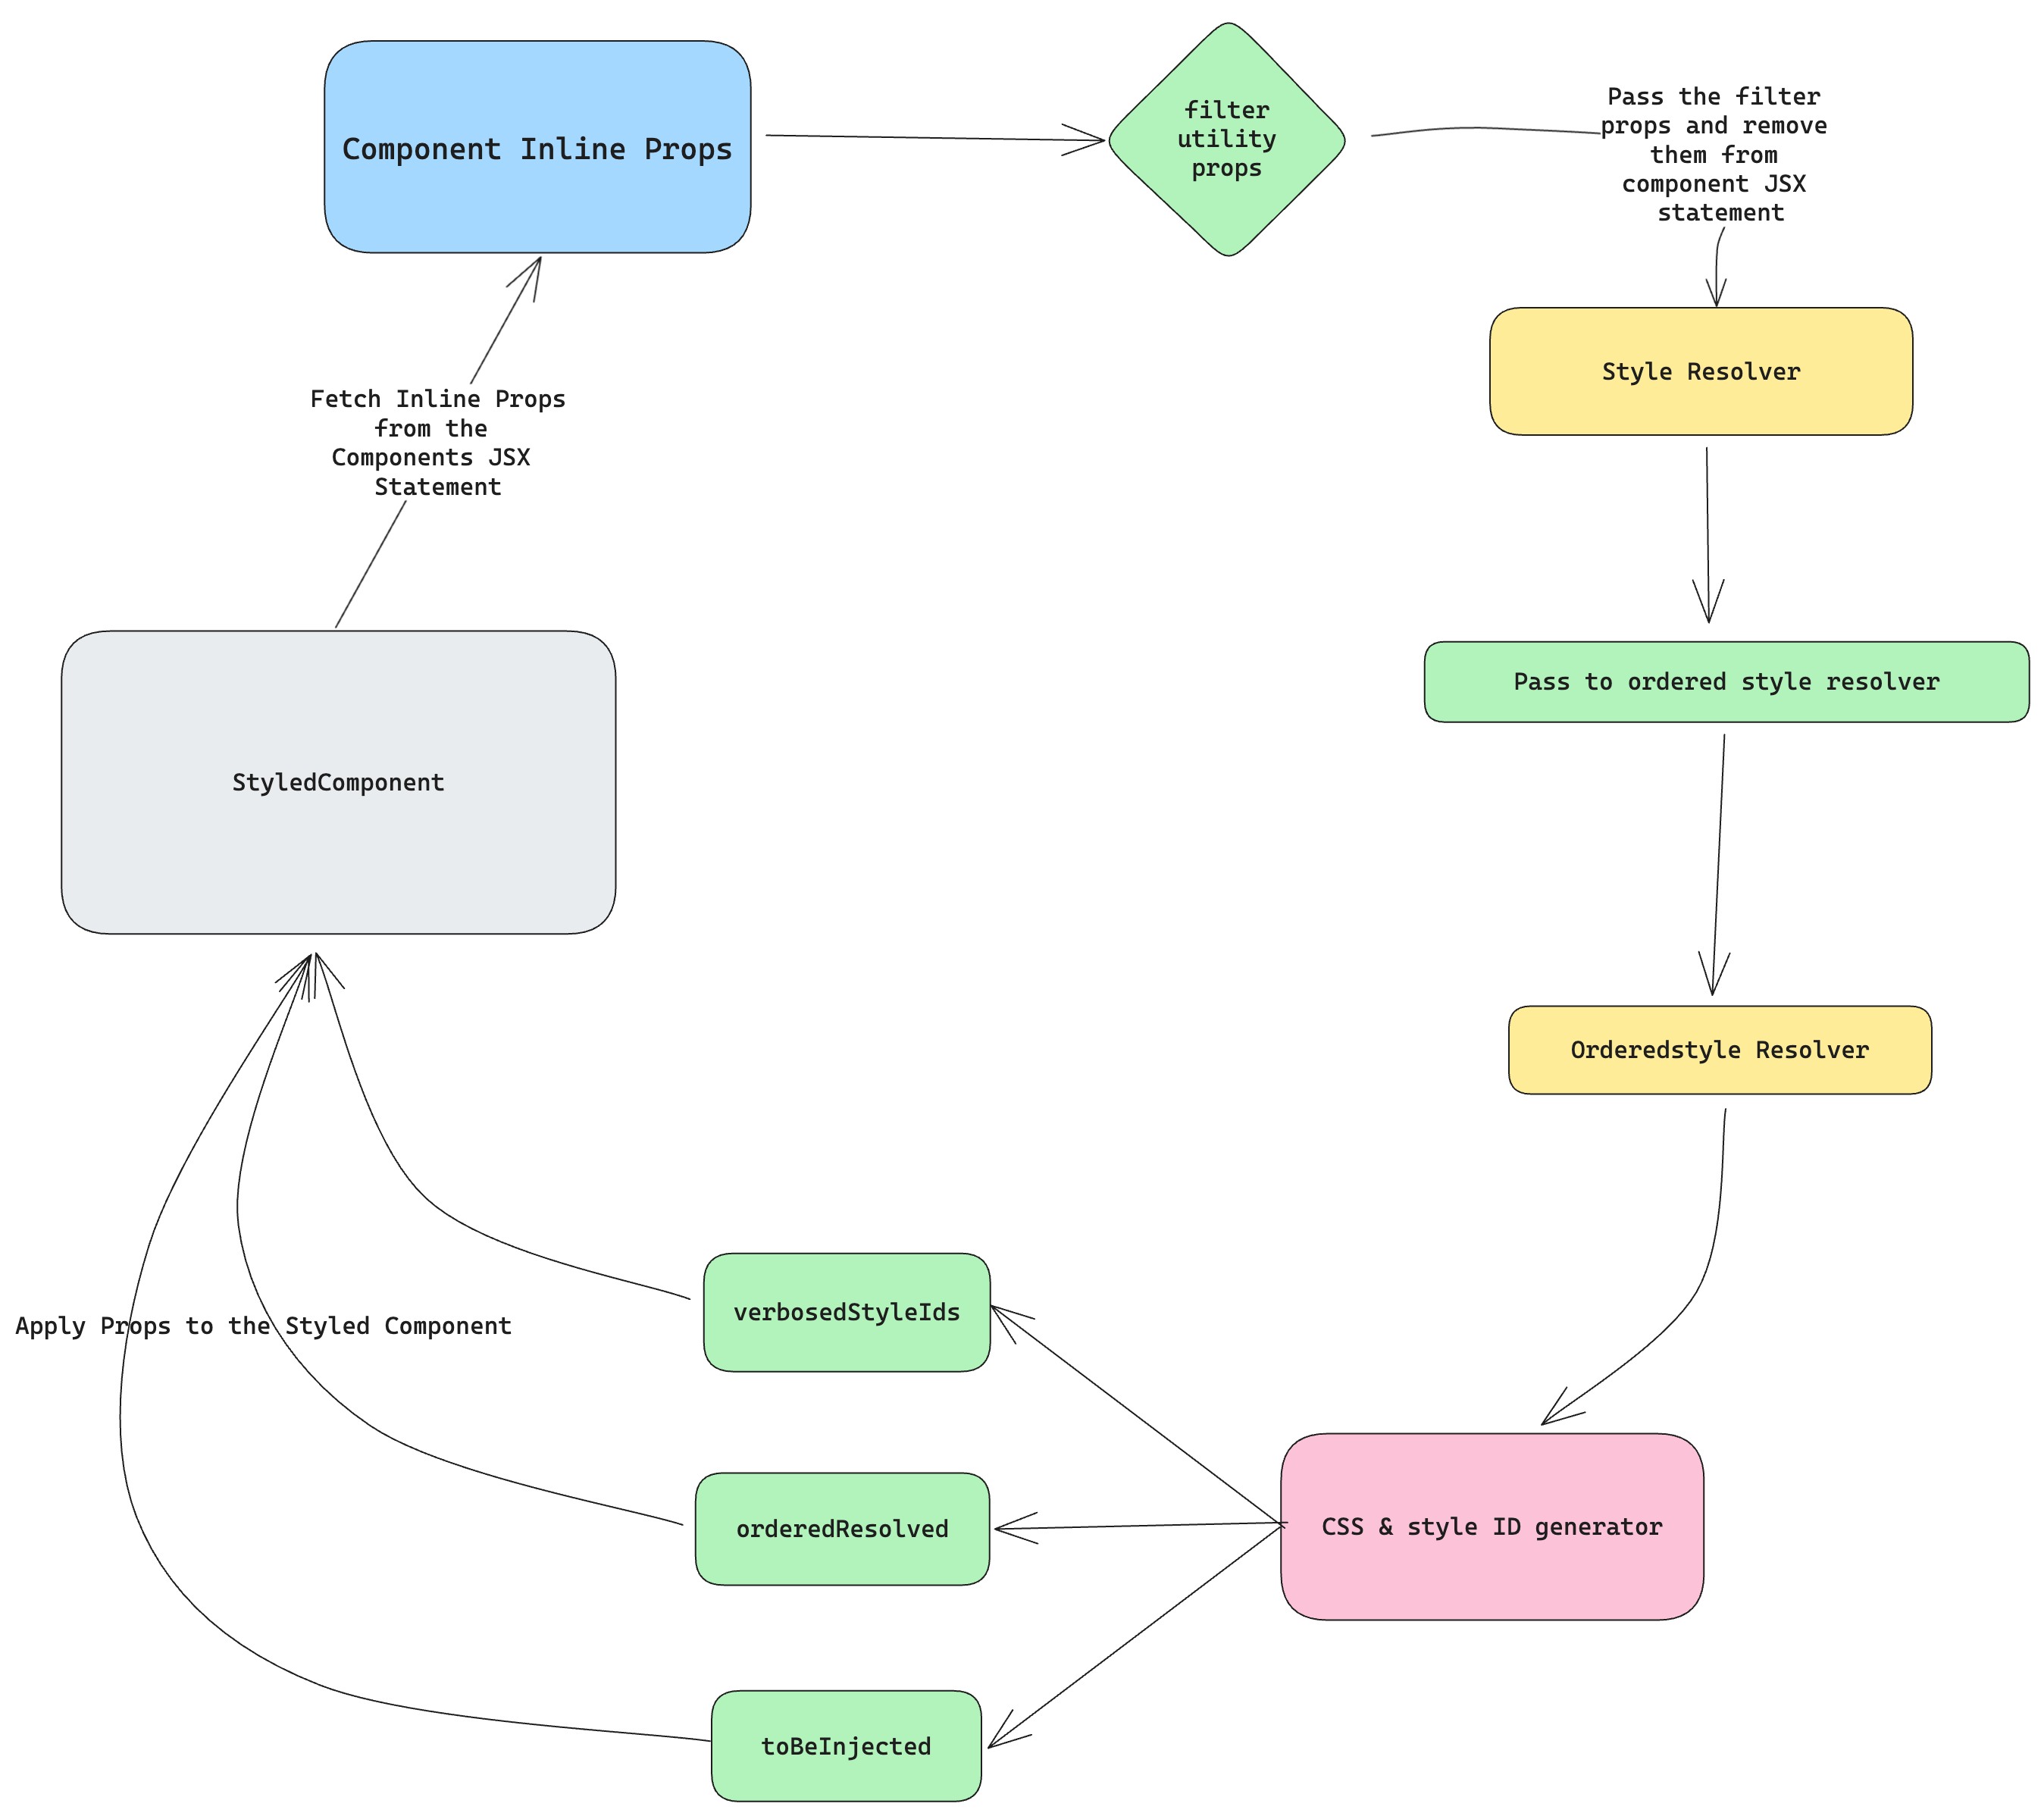 Component Inline Props
filter
utility
props
Pass the filter
props and remove
them from
component JSX
statement
Style Resolver
Fetch Inline Props
from the
Components JSX
Statement
Pass to ordered style resolver
StyledComponent
Orderedstyle Resolver
verbosedStyleIds
Apply Props to the Styled Component
orderedResolved
CSS & style ID generator
toBeInjected